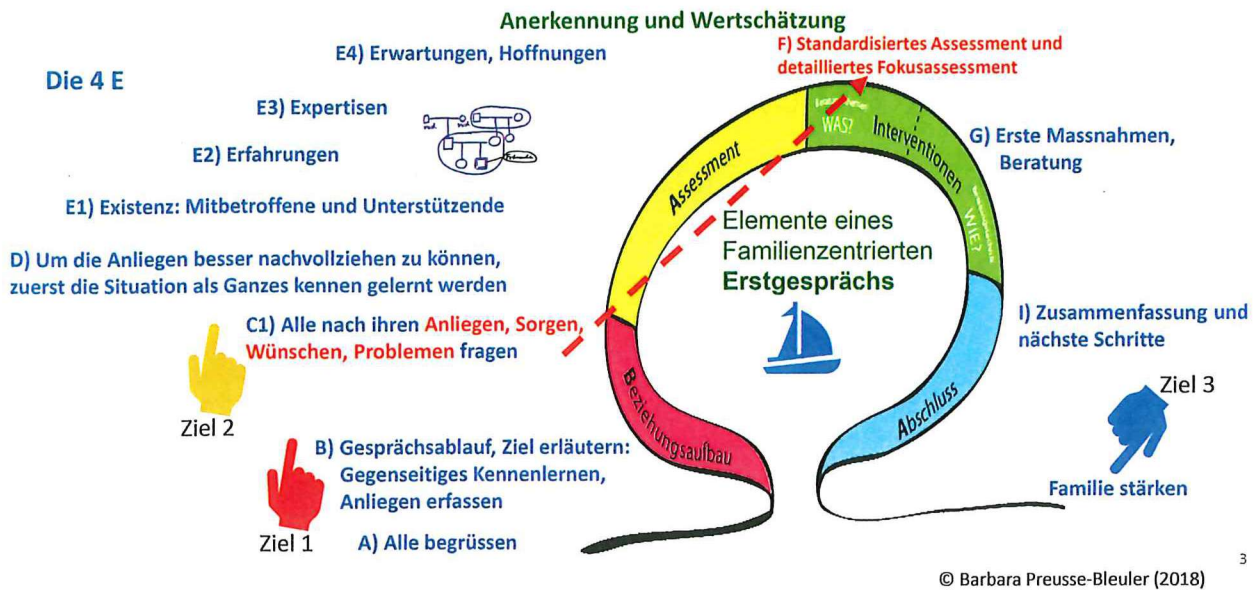 Anerkennung und Wertschätzung
E4) Erwartungen, Hoffnungen
F) Standardisiertes Assessment und
detailliertes Fokusassessment
Die 4 E
E3) Expertisen
E2) Erfahrungen
E1) Existenz: Mitbetroffene und Unterstützende
D) Um die Anliegen besser nachvollziehen zu können,
zuerst die Situation als Ganzes kennen gelernt werden
C1) Alle nach ihren Anliegen, Sorgen,
Wünschen, Problemen fragen
Ziel 2
B) Gesprächsablauf, Ziel erläutern:
Gegenseitiges Kennenlernen,
Anliegen erfassen
Ziel 1
A) Alle begrüssen
Beziehungsaufbau
Assessment
WAS?
Interventionen
WIE?
Abschluss
Elemente eines
Familienzentrierten
Erstgesprächs
G) Erste Massnahmen,
Beratung
I) Zusammenfassung und
nächste Schritte
Ziel 3
Familie stärken
3
© Barbara Preusse-Bleuler (2018)